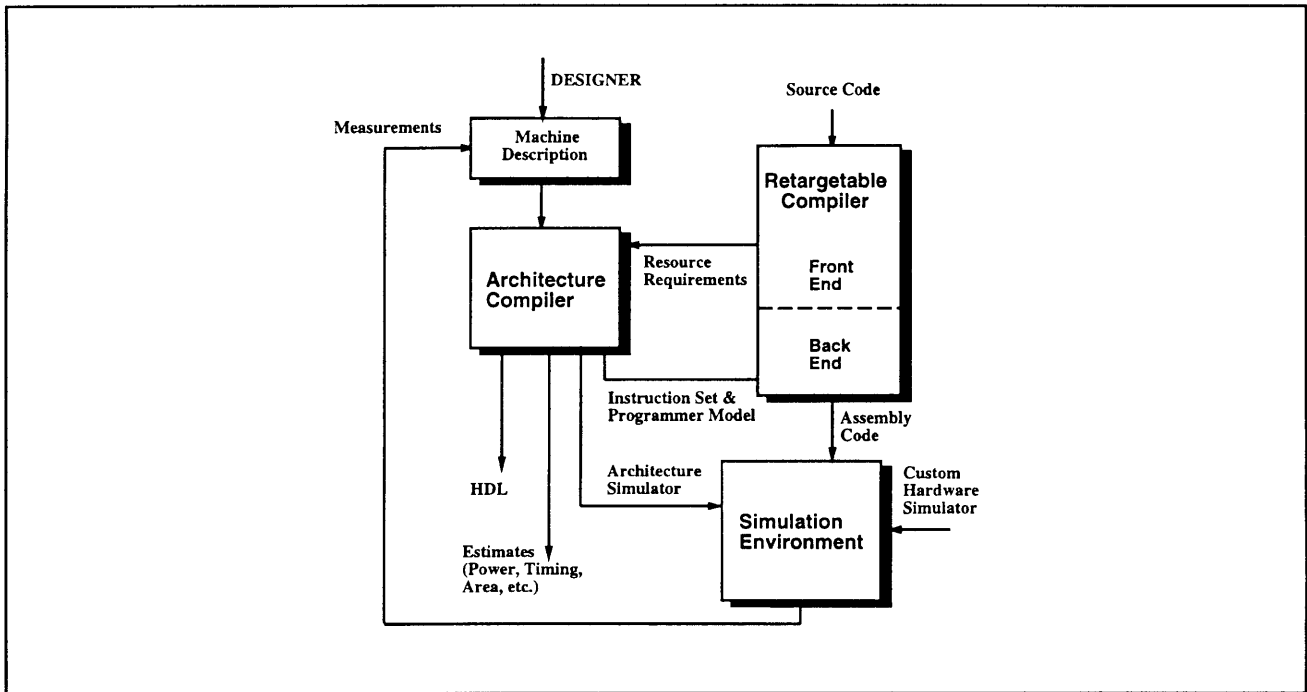 DESIGNER
Source Code
Measurements
Machine
Description
Retargetable
Compiler
Architecture
Compiler
Resource
Requirements
Front
End
Back
End
Instruction Set &
Programmer Model
Assembly
Code
HDL
Architecture
Simulator
Custom
Hardware
Simulator
Simulation
Environment
Estimates
(Power, Timing,
Area, etc.)